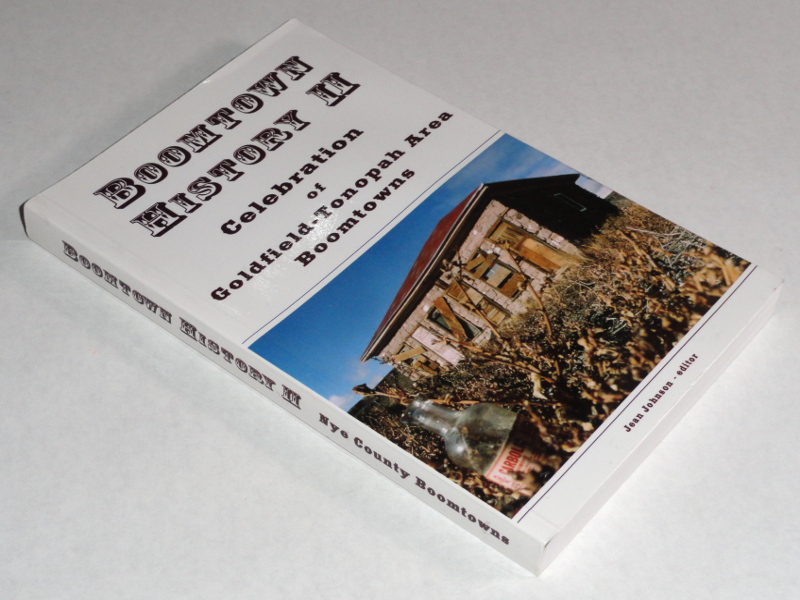 BOOMTOWN
HISTORY II
Celebration
of
Goldfield-Tonopah Area
Boomtowns
Jean Johnson - editor
BOOMTOWN HISTORY II Nye County Boomtowns